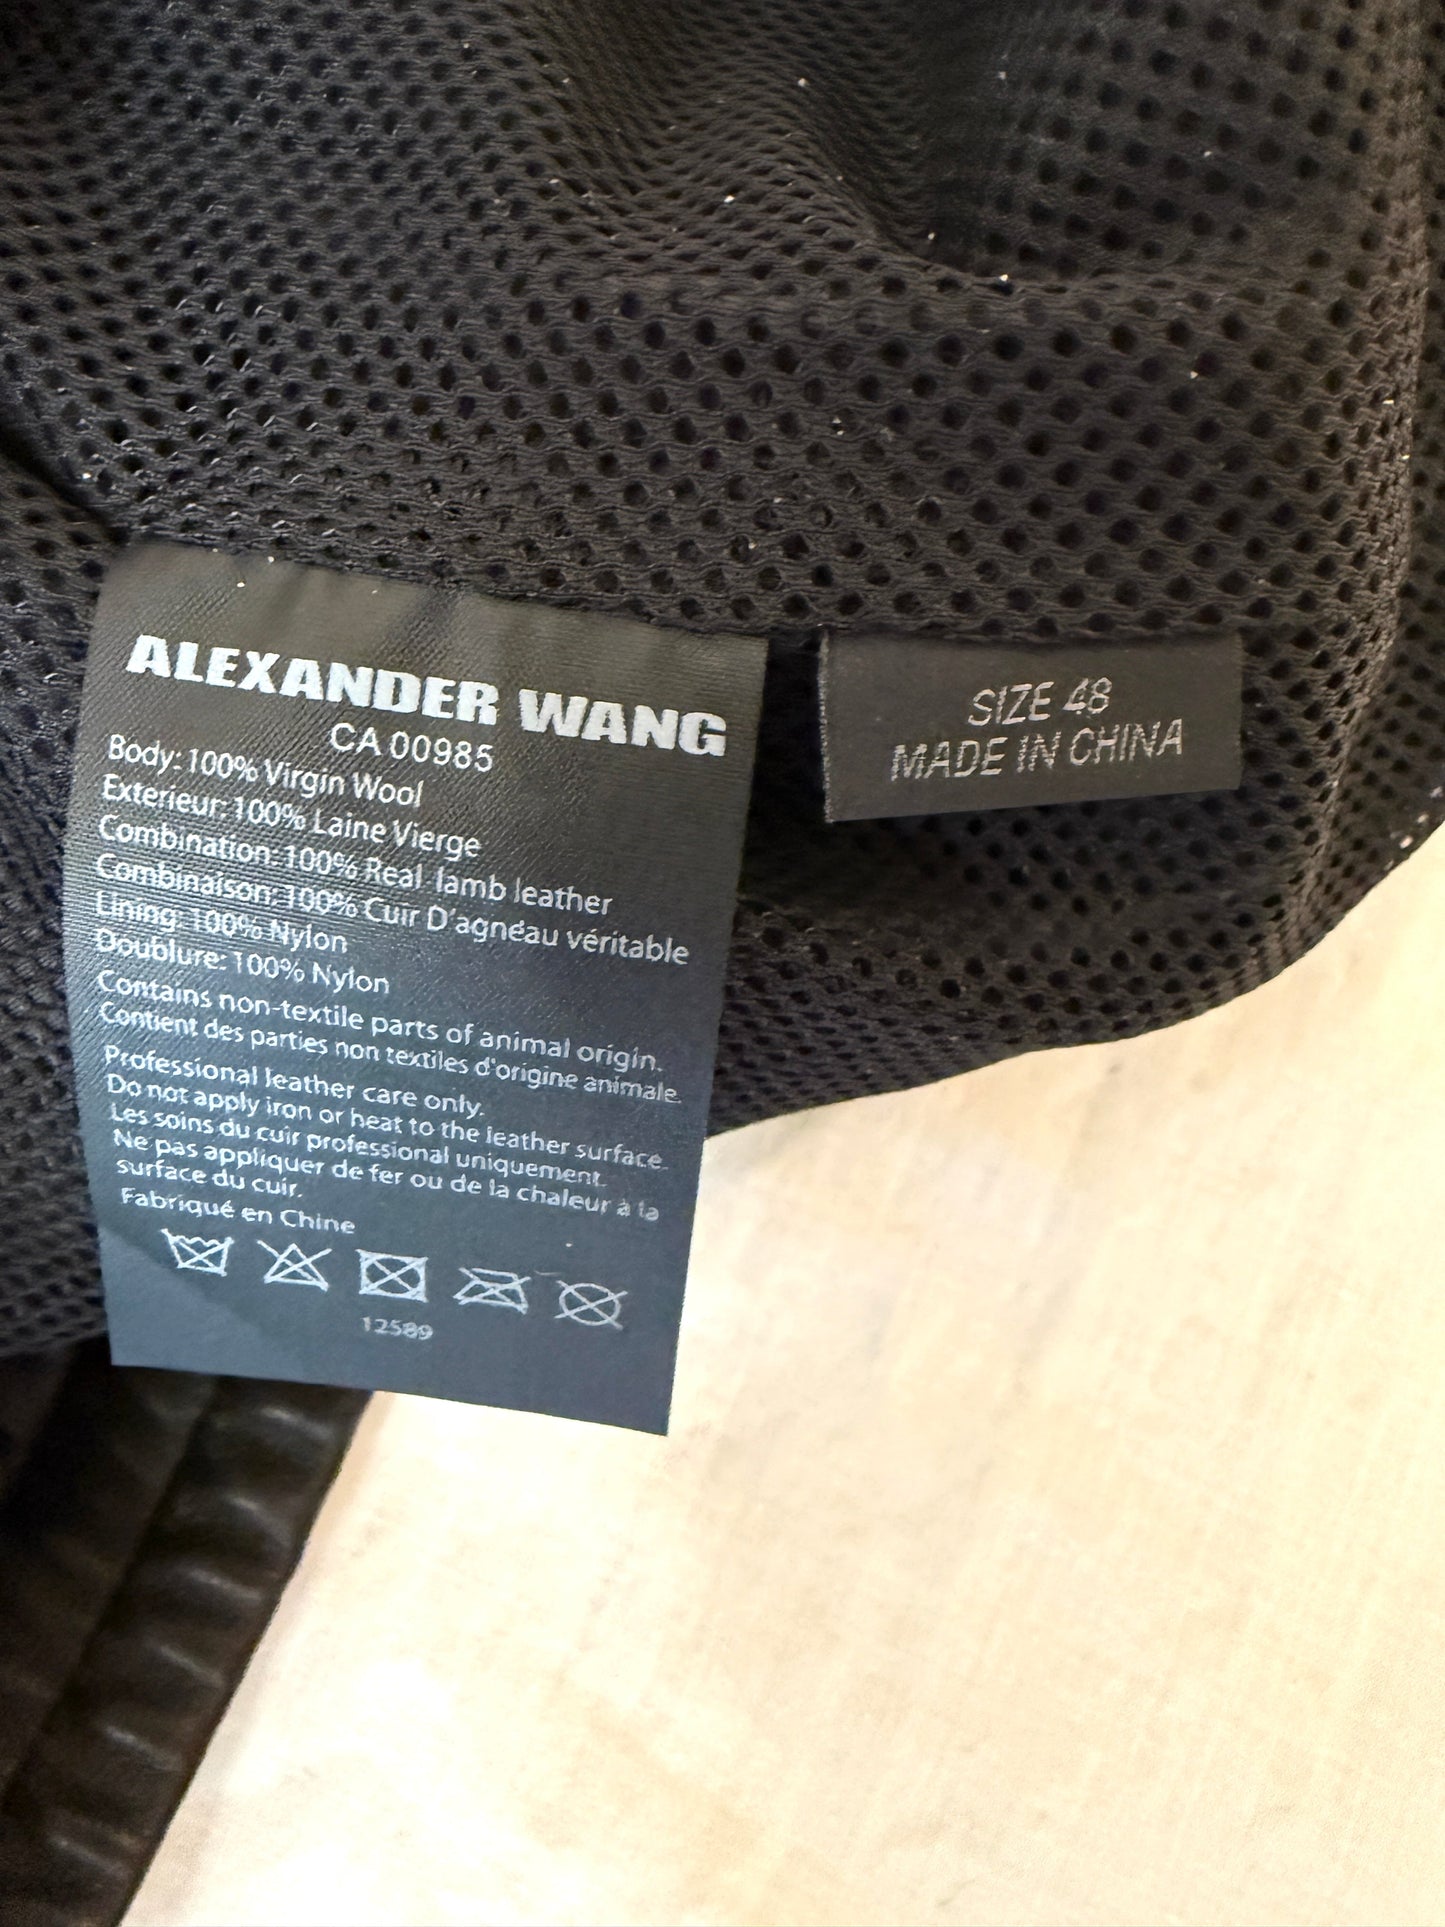 ALEXANDER WANG
CA 00985
Body: 100% Virgin Wool
Exterieur: 100% Laine Vierge
Combination: 100% Real lamb leather
Combinaison: 100% Cuir D'agneau véritable
Lining: 100% Nylon
Doublure: 100% Nylon
Contains non-textile parts of animal origin.
Contient des parties non textiles d'origine animale.
Professional leather care only.
Do not apply iron or heat to the leather surface.
Les soins du cuir professional uniquement.
Ne pas appliquer de fer ou de la chaleur à la
surface du cuir.
Fabriqué en Chine
12589
SIZE 48
MADE IN CHINA